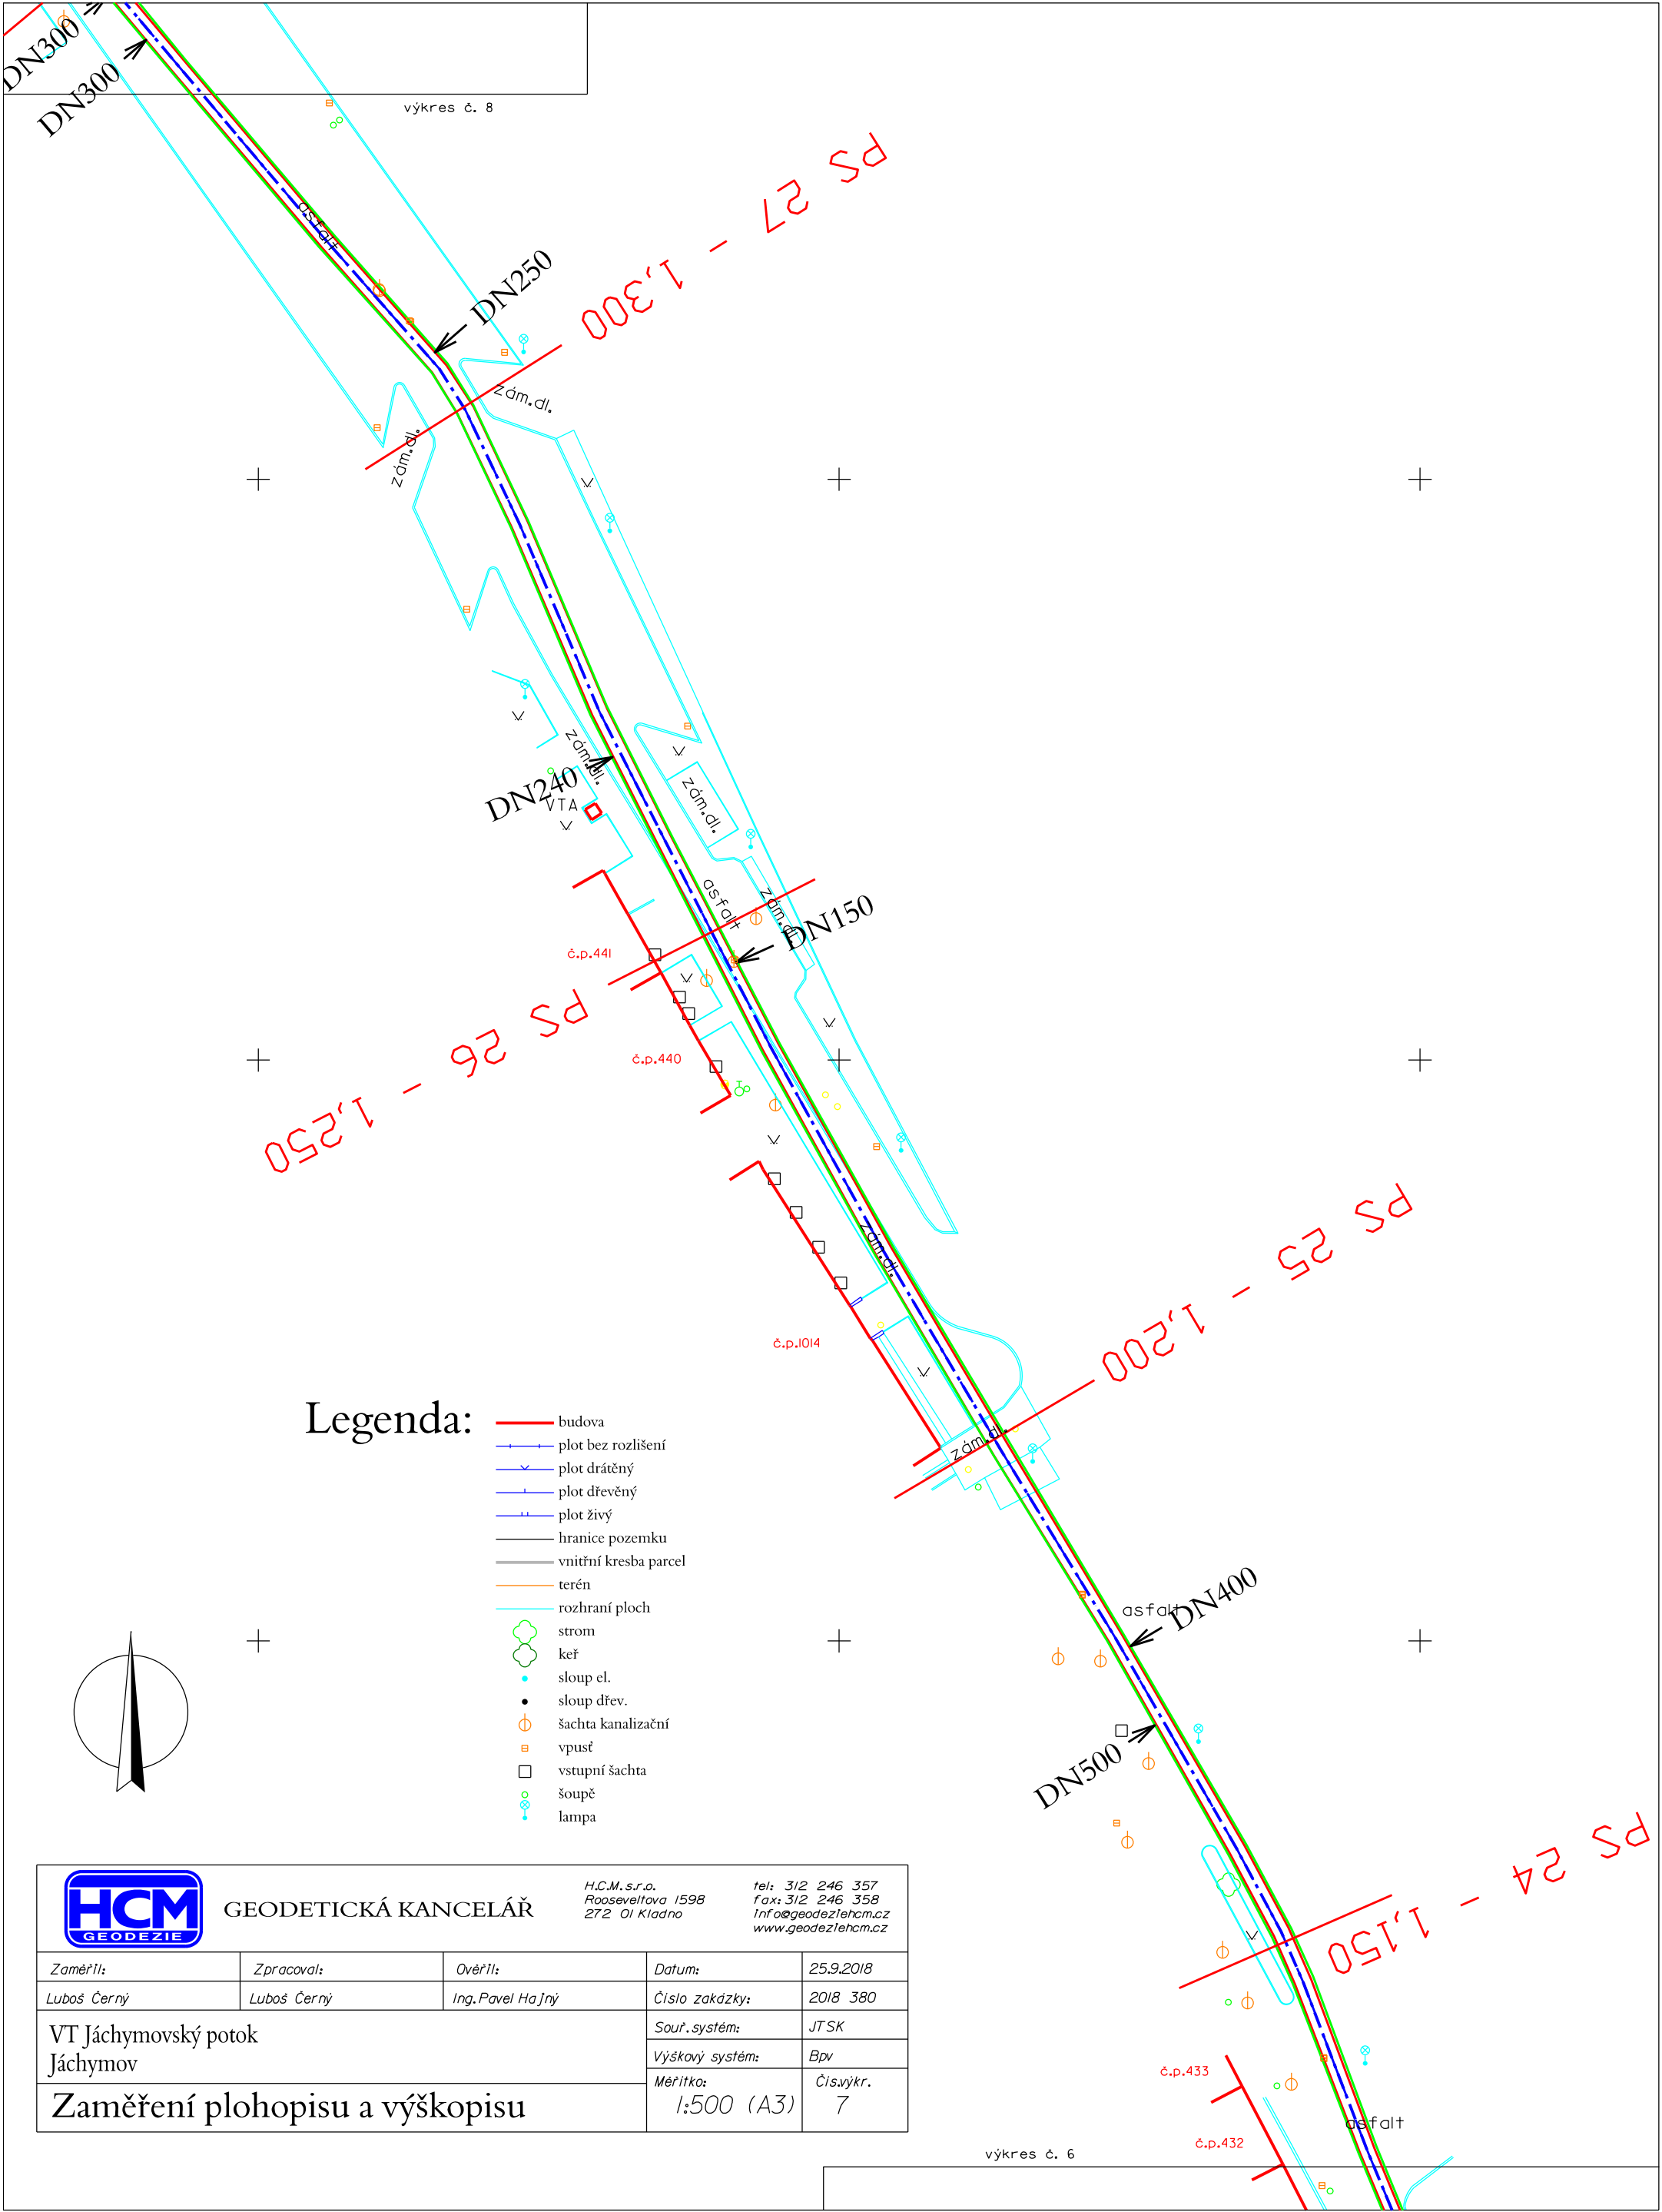 DN300
DN300
výkres č. 8
PS 27 - 1,300
asfalt
DN250
zám.dl.
zám.dl.
zám.dl.
DN240
VTA
zám.dl.
asfalt
zám.dl.
DN150
č.p.441
PS 26 - 1,250
č.p.440
PS 25 - 1,200
zám.dl.
č.p.1014
zám.dl.
Legenda:
budova
plot bez rozlišení
plot drátěný
plot dřevěný
plot živý
hranice pozemku
vnitřní kresba parcel
terén
rozhraní ploch
strom
keř
sloup el.
sloup dřev.
šachta kanalizační
vpusť
vstupní šachta
šoupě
lampa
asfalt
DN400
DN500
PS 24 - 1,150
č.p.433
č.p.432
asfalt
výkres č. 6
HCM
GEODEZIE
GEODETICKÁ KANCELÁŘ
H.C.M.s.r.o.
Rooseveltova 1598
272 01 Kladno
tel: 312 246 357
fax: 312 246 358
info@geodeziehcm.cz
www.geodeziehcm.cz
Zaměřil: Zpracoval: Ověřil: Datum: 25.9.2018
Luboš Černý Luboš Černý Ing.Pavel Hajný Číslo zakázky: 2018 380
VT Jáchymovský potok
Jáchymov
Souř.systém: JTSK
Výškový systém: Bpv
Zaměření plohopisu a výškopisu
Měřítko: Čís.výkr.
1:500 (A3) 7